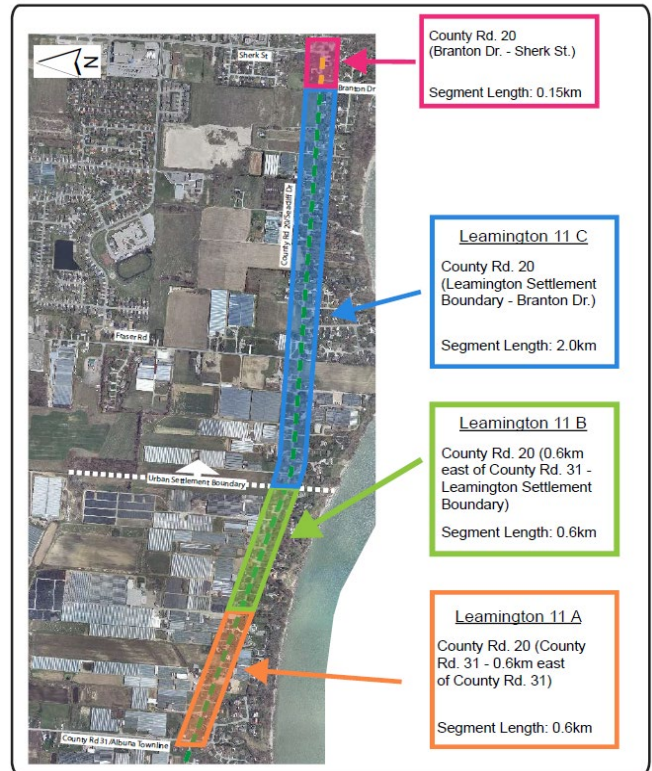 County Rd. 20
(Branton Dr. - Sherk St.)
Segment Length: 0.15km
Sherk St
N
Branton Dr
County Rd 20/Seacliff Dr
Leamington 11 C
County Rd. 20
(Leamington Settlement
Boundary - Branton Dr.)
Segment Length: 2.0km
Fraser Rd
Leamington 11 B
County Rd. 20 (0.6km
east of County Rd. 31 -
Leamington Settlement
Boundary)
Segment Length: 0.6km
Urban Settlement Boundary
Leamington 11 A
County Rd. 20 (County
Rd. 31 - 0.6km east
of County Rd. 31)
Segment Length: 0.6km
County Rd 31/Albuna Townline